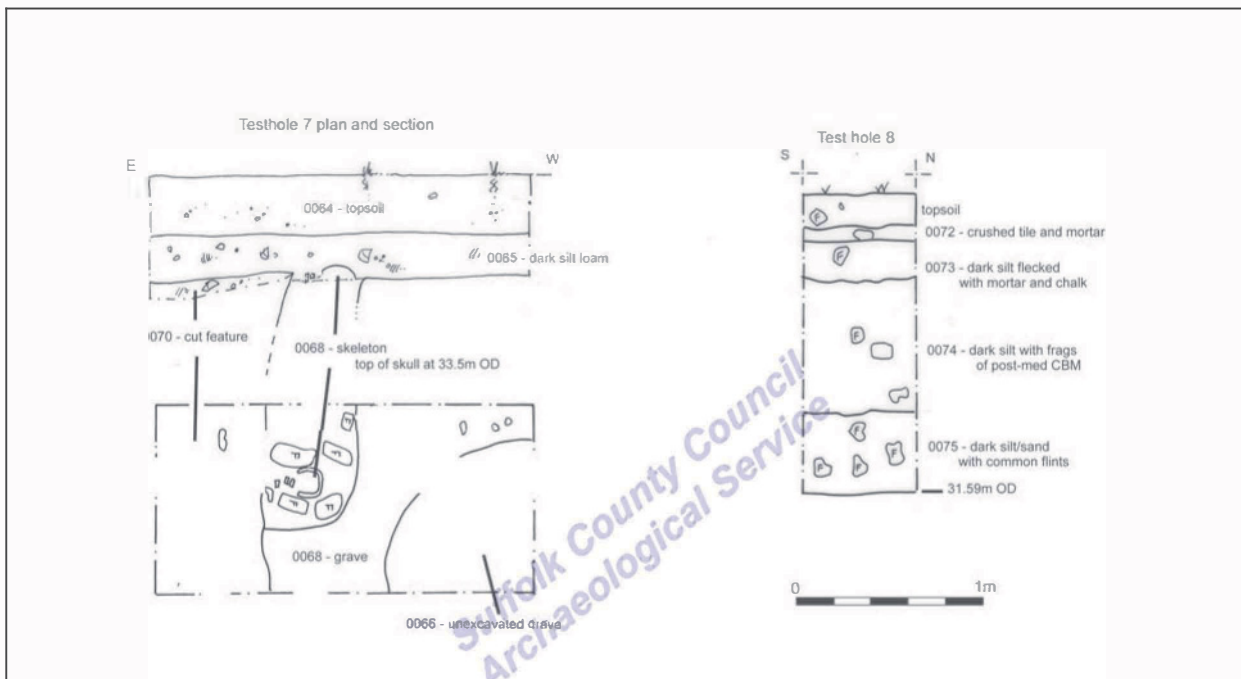 Testhole 7 plan and section
E
W
0064 - topsoil
0065 - dark silt loam
0070 - cut feature
0068 - skeleton
top of skull at 33.5m OD
0068 - grave
0066 - unexcavated grave
Test hole 8
S
N
topsoil
0072 - crushed tile and mortar
0073 - dark silt flecked
with mortar and chalk
0074 - dark silt with frags
of post-med CBM
0075 - dark silt/sand
with common flints
31.59m OD
0
1m
F
F
F
F
F
F
F
F
F
F
F
F
Suffolk County Council
Archaeological Service